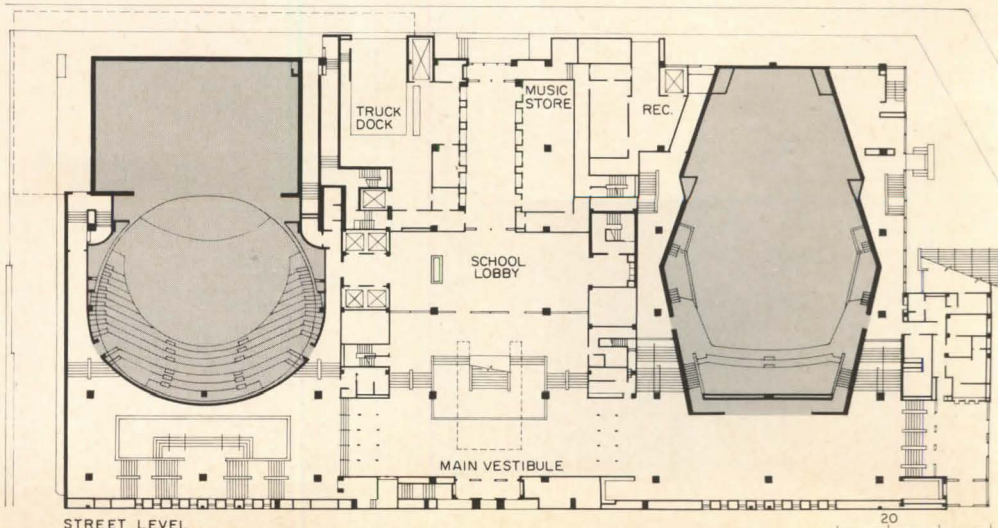 TRUCK
DOCK
MUSIC
STORE
REC.
SCHOOL
LOBBY
MAIN VESTIBULE
STREET LEVEL
20